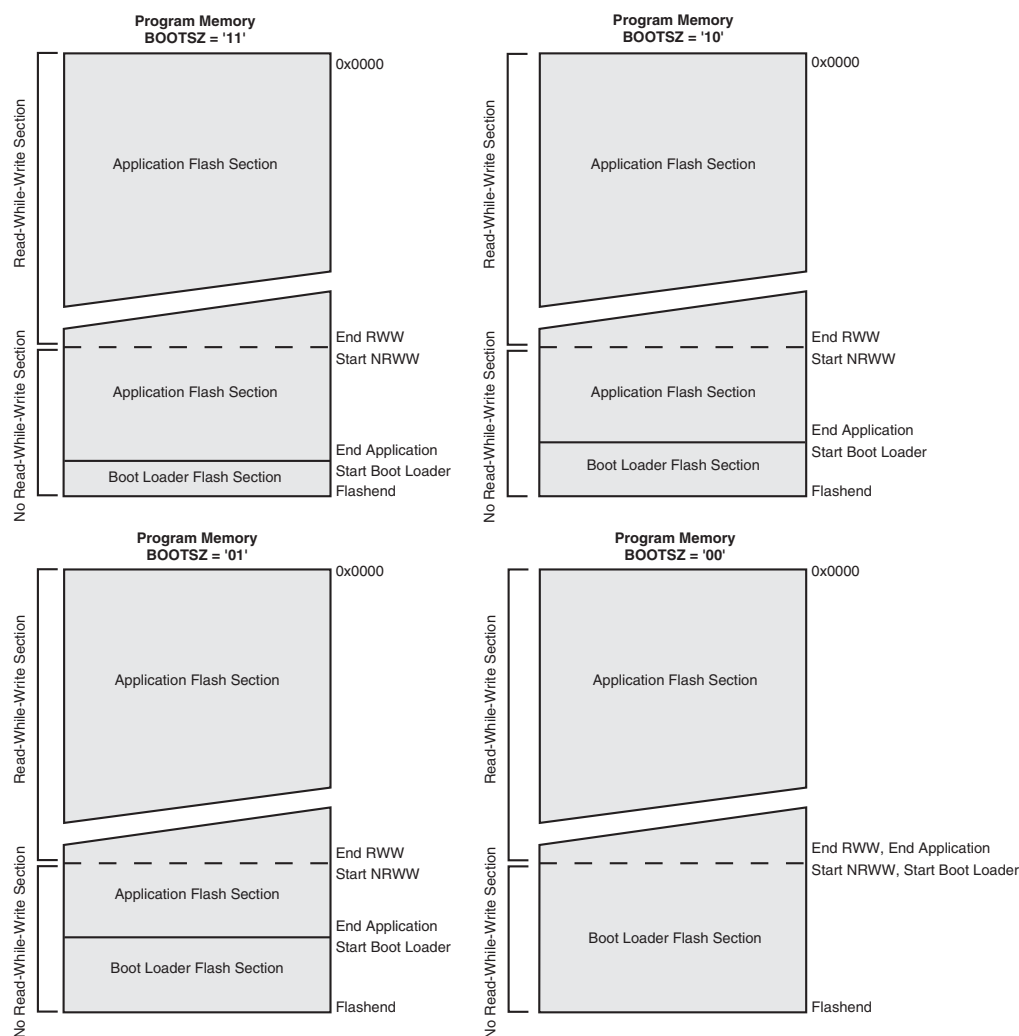 Program Memory
BOOTSZ = '11'
0x0000
Read-While-Write Section
Application Flash Section
End RWW
Start NRWW
No Read-While-Write Section
Application Flash Section
End Application
Start Boot Loader
Boot Loader Flash Section
Flashend
Program Memory
BOOTSZ = '10'
0x0000
Read-While-Write Section
Application Flash Section
End RWW
Start NRWW
No Read-While-Write Section
Application Flash Section
End Application
Start Boot Loader
Boot Loader Flash Section
Flashend
Program Memory
BOOTSZ = '01'
0x0000
Read-While-Write Section
Application Flash Section
End RWW
Start NRWW
No Read-While-Write Section
Application Flash Section
End Application
Start Boot Loader
Boot Loader Flash Section
Flashend
Program Memory
BOOTSZ = '00'
0x0000
Read-While-Write Section
Application Flash Section
End RWW, End Application
Start NRWW, Start Boot Loader
No Read-While-Write Section
Boot Loader Flash Section
Flashend